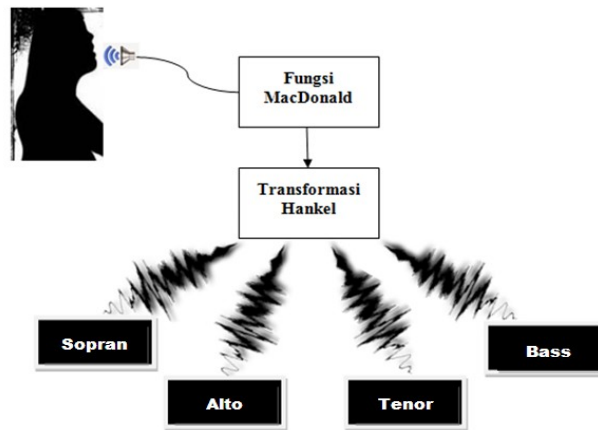 Fungsi
MacDonald
Transformasi
Hankel
Sopran
Alto
Tenor
Bass